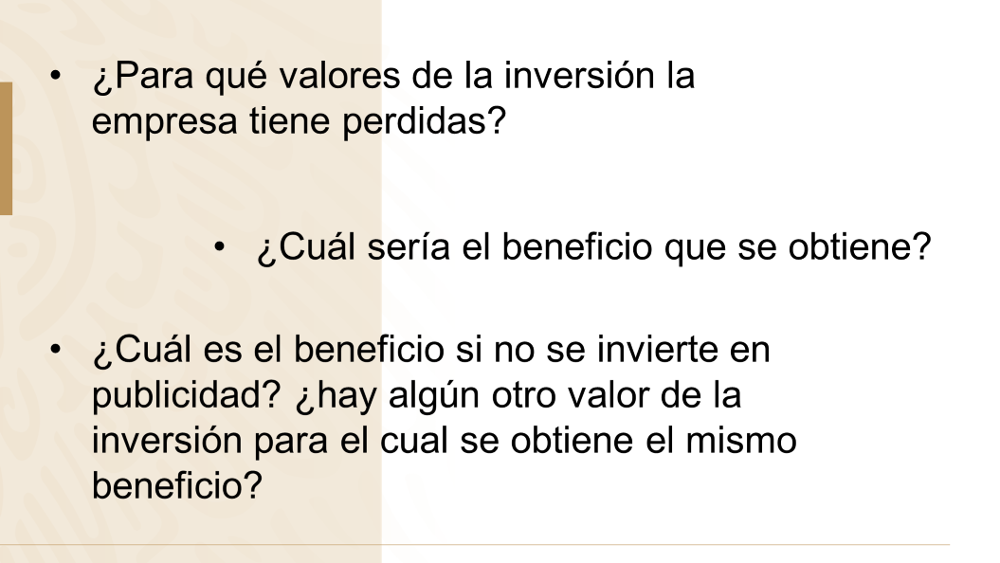 • ¿Para qué valores de la inversión la
empresa tiene perdidas?
• ¿Cuál sería el beneficio que se obtiene?
• ¿Cuál es el beneficio si no se invierte en
publicidad? ¿hay algún otro valor de la
inversión para el cual se obtiene el mismo
beneficio?